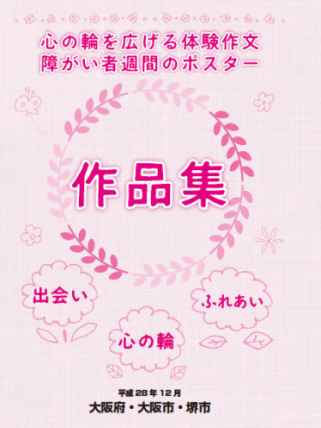 心の輪を広げる体験作文
障がい者週間のポスター
作品集
出会い
ふれあい
心の輪
平成28年12月
大阪府・大阪市・堺市